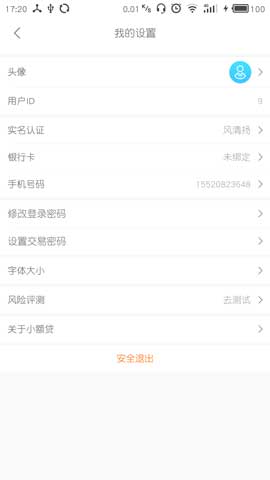 17:20 0.01 K/s 100
我的设置
头像
用户ID 9
实名认证 风清扬
银行卡 未绑定
手机号码 15520823648
修改登录密码
设置交易密码
字体大小
风险评测 去测试
关于小额贷
安全退出